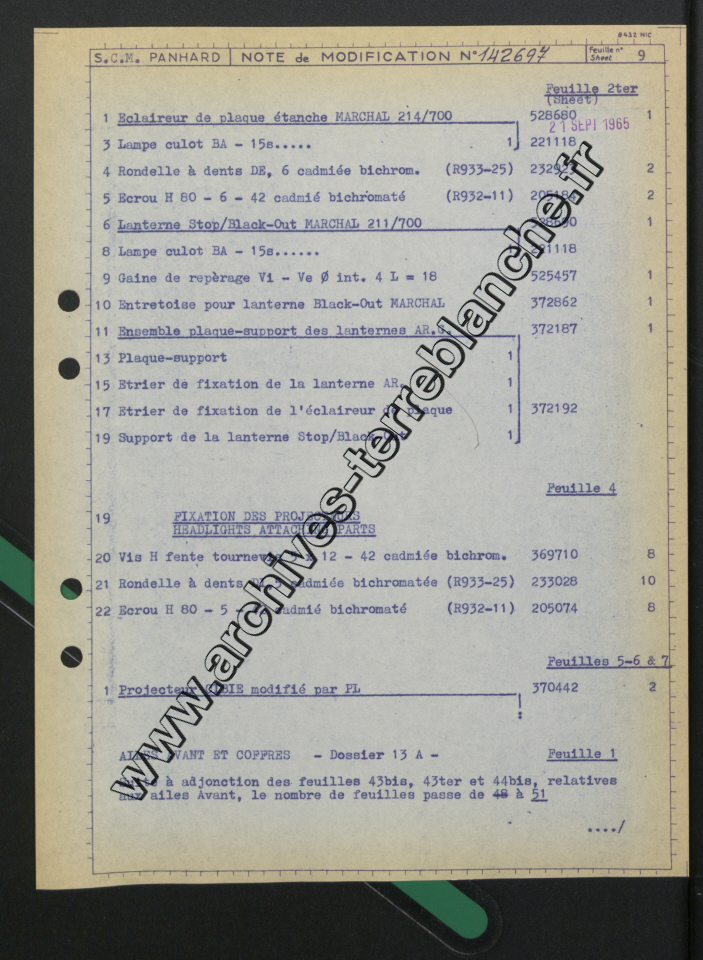 8432 NIC
S.C.M. PANHARD NOTE de MODIFICATION N° 142697 Feuille n° Sheet 9
Feuille 2ter
(Sheet)
1 Eclaireur de plaque étanche MARCHAL 214/700 528680 1
21 SEPT 1965
3 Lampe culot BA - 15s..... 1 221118
4 Rondelle à dents DE, 6 cadmiée bichrom. (R933-25) 2
5 Ecrou H 80 - 6 - 42 cadmié bichromaté (R932-11) 2
6 Lanterne Stop/Black-Out MARCHAL 211/700 1
8 Lampe culot BA - 15s......
9 Gaine de repèrage Vi - Ve Ø int. 4 L = 18 525457 1
10 Entretoise pour lanterne Black-Out MARCHAL 372862 1
11 Ensemble plaque-support des lanternes AR.G. 372187 1
13 Plaque-support 1
15 Etrier de fixation de la lanterne AR. 1
17 Etrier de fixation de l'éclaireur de plaque 1 372192
19 Support de la lanterne Stop/Black-Out 1
Feuille 4
19 FIXATION DES PROJECTEURS
HEADLIGHTS ATTACHING PARTS
20 Vis H fente tournevis 12 - 42 cadmiée bichrom. 369710 8
21 Rondelle à dents cadmiée bichromatée (R933-25) 233028 10
22 Ecrou H 80 - 5 - cadmié bichromaté (R932-11) 205074 8
Feuilles 5-6 & 7
1 Projecteur CIBIE modifié par PL 370442 2
AILES AVANT ET COFFRES - Dossier 13 A - Feuille 1
Suite à adjonction des feuilles 43bis, 43ter et 44bis, relatives
aux ailes Avant, le nombre de feuilles passe de 48 à 51
..../
www.archives-terreblanche.fr